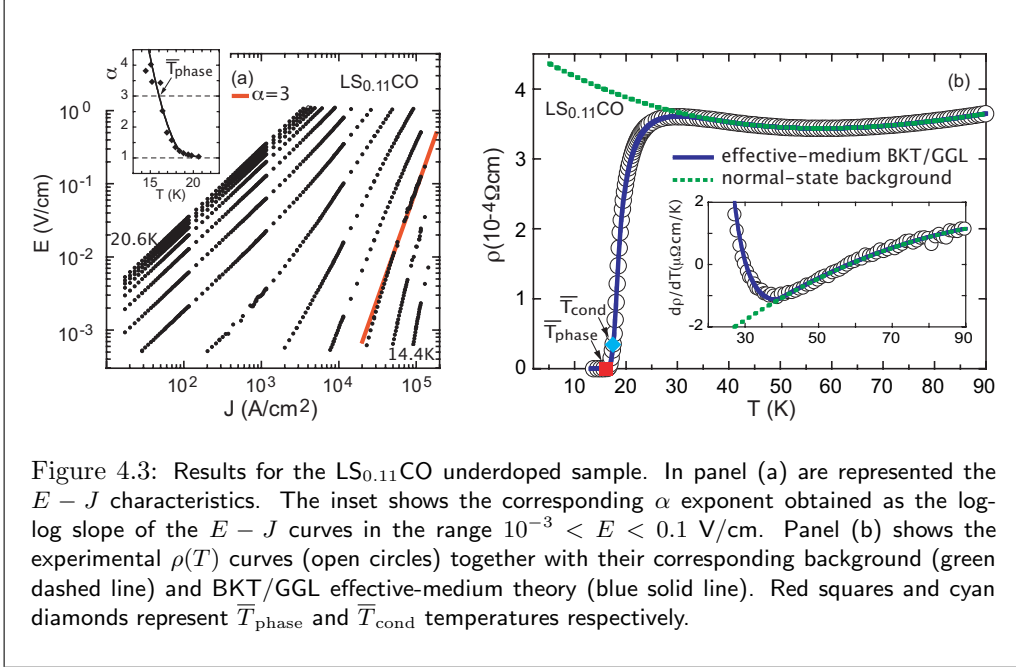 α
4
3
2
1
15
20
T (K)
T̅phase
(a)
LS0.11CO
α=3
10^0
10^-1
10^-2
10^-3
E (V/cm)
20.6K
14.4K
10^2
10^3
10^4
10^5
J (A/cm2)
(b)
LS0.11CO
effective-medium BKT/GGL
normal-state background
4
2
0
ρ(10^-4Ωcm)
T̅cond
T̅phase
10
20
30
40
50
60
70
80
90
T (K)
2
0
-2
dρ/dT(μΩcm/K)
30
50
70
90
Figure 4.3: Results for the LS0.11CO underdoped sample. In panel (a) are represented the
E − J characteristics. The inset shows the corresponding α exponent obtained as the log-
log slope of the E − J curves in the range 10^−3 < E < 0.1 V/cm. Panel (b) shows the
experimental ρ(T) curves (open circles) together with their corresponding background (green
dashed line) and BKT/GGL effective-medium theory (blue solid line). Red squares and cyan
diamonds represent T̅phase and T̅cond temperatures respectively.